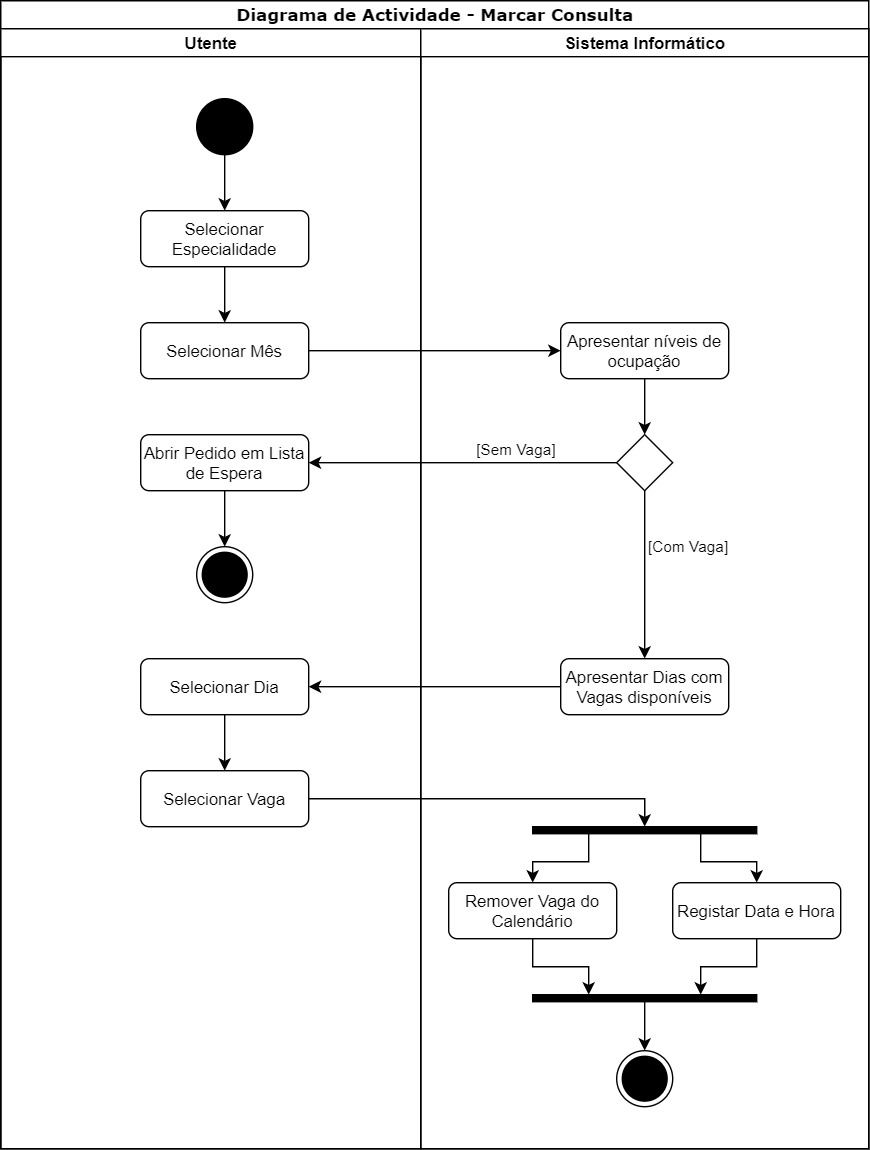 Diagrama de Actividade - Marcar Consulta
Utente
Sistema Informático
Selecionar
Especialidade
Selecionar Mês
Apresentar níveis de
ocupação
[Sem Vaga]
Abrir Pedido em Lista
de Espera
[Com Vaga]
Apresentar Dias com
Vagas disponíveis
Selecionar Dia
Selecionar Vaga
Remover Vaga do
Calendário
Registar Data e Hora